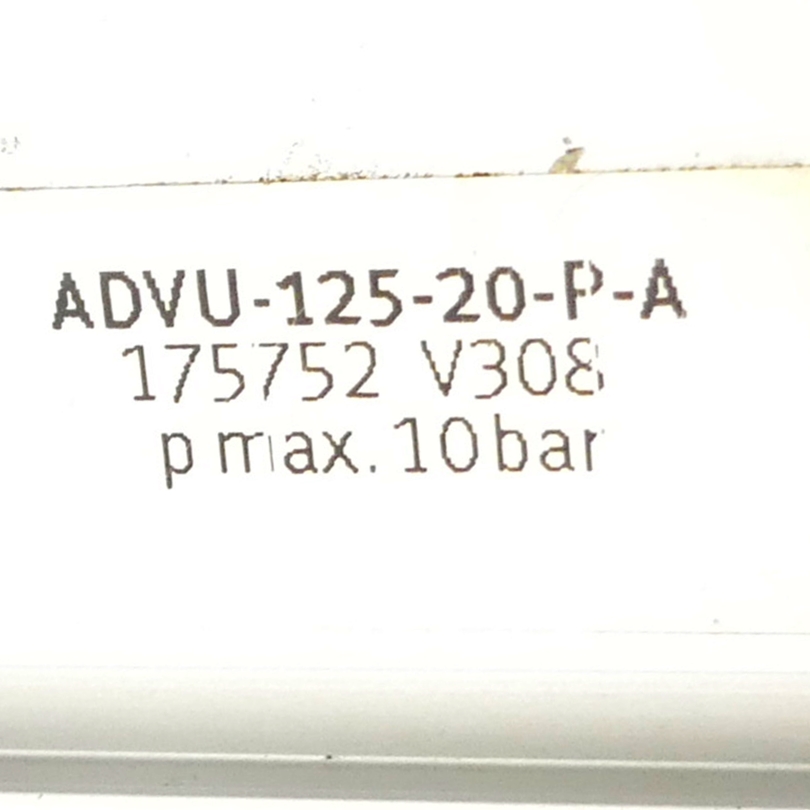 ADVU-125-20-P-A
175752 V308
p max. 10 bar